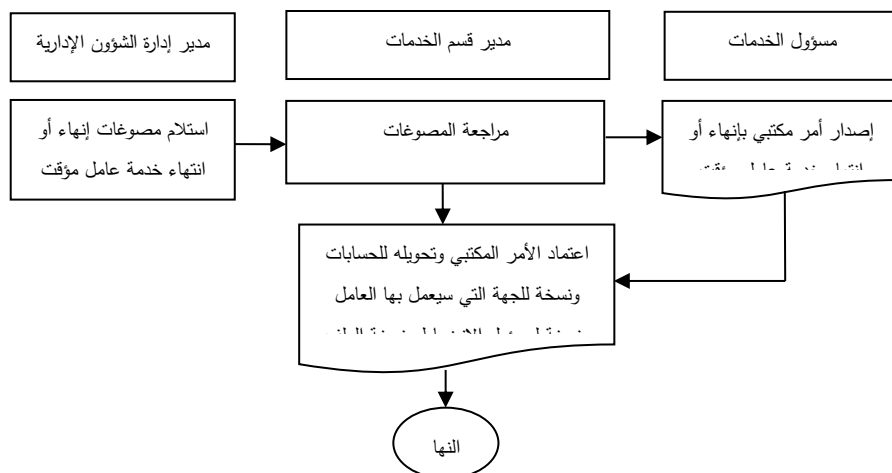 مسؤول الخدمات
مدير قسم الخدمات
مدير إدارة الشؤون الإدارية
استلام مصوغات إنهاء أو
انتهاء خدمة عامل مؤقت
مراجعة المصوغات
إصدار أمر مكتبي بإنهاء أو
اعتماد الأمر المكتبي وتحويله للحسابات
ونسخة للجهة التي سيعمل بها العامل
النها